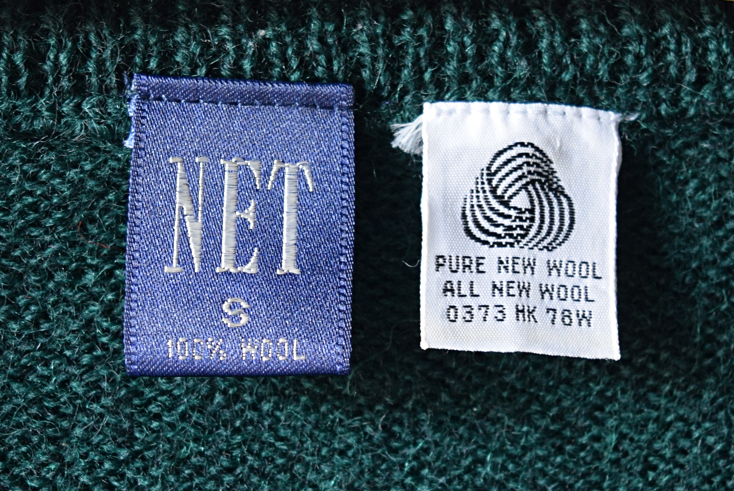 NET
S
100% WOOL
PURE NEW WOOL
ALL NEW WOOL
0373 HK 78W